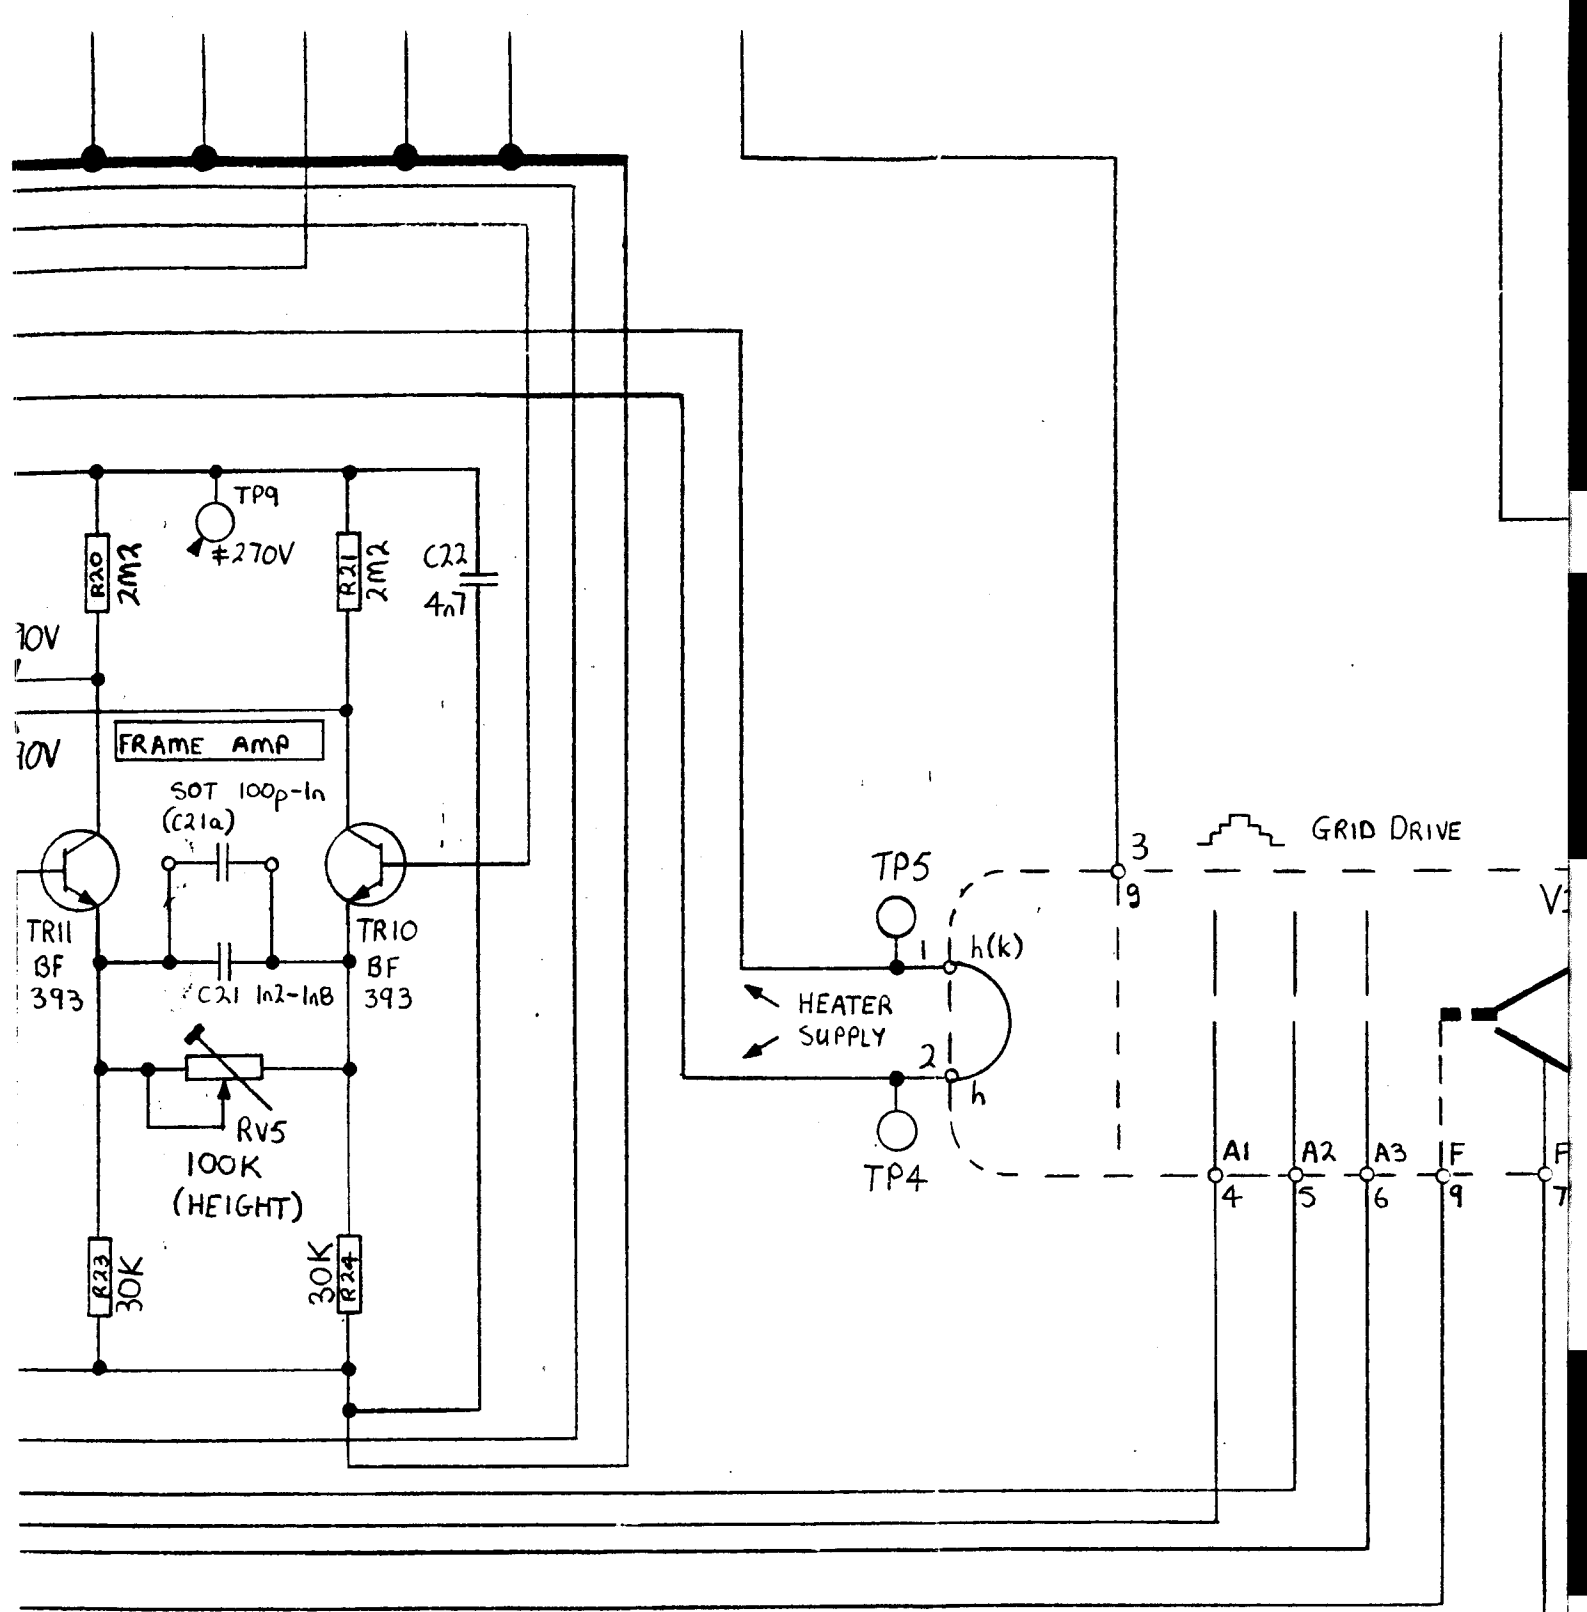 TP9
‡270V
R20
2M2
R21
2M2
C22
4n7
FRAME AMP
SOT 100p-1n
(C21a)
TR11
BF
393
TR10
BF
393
C21 1n2-1n8
RV5
100K
(HEIGHT)
R23
30K
30K
R24
3
GRID DRIVE
g
TP5
1
h(k)
HEATER
SUPPLY
2
h
TP4
A1
A2
A3
F
F
4
5
6
9
7